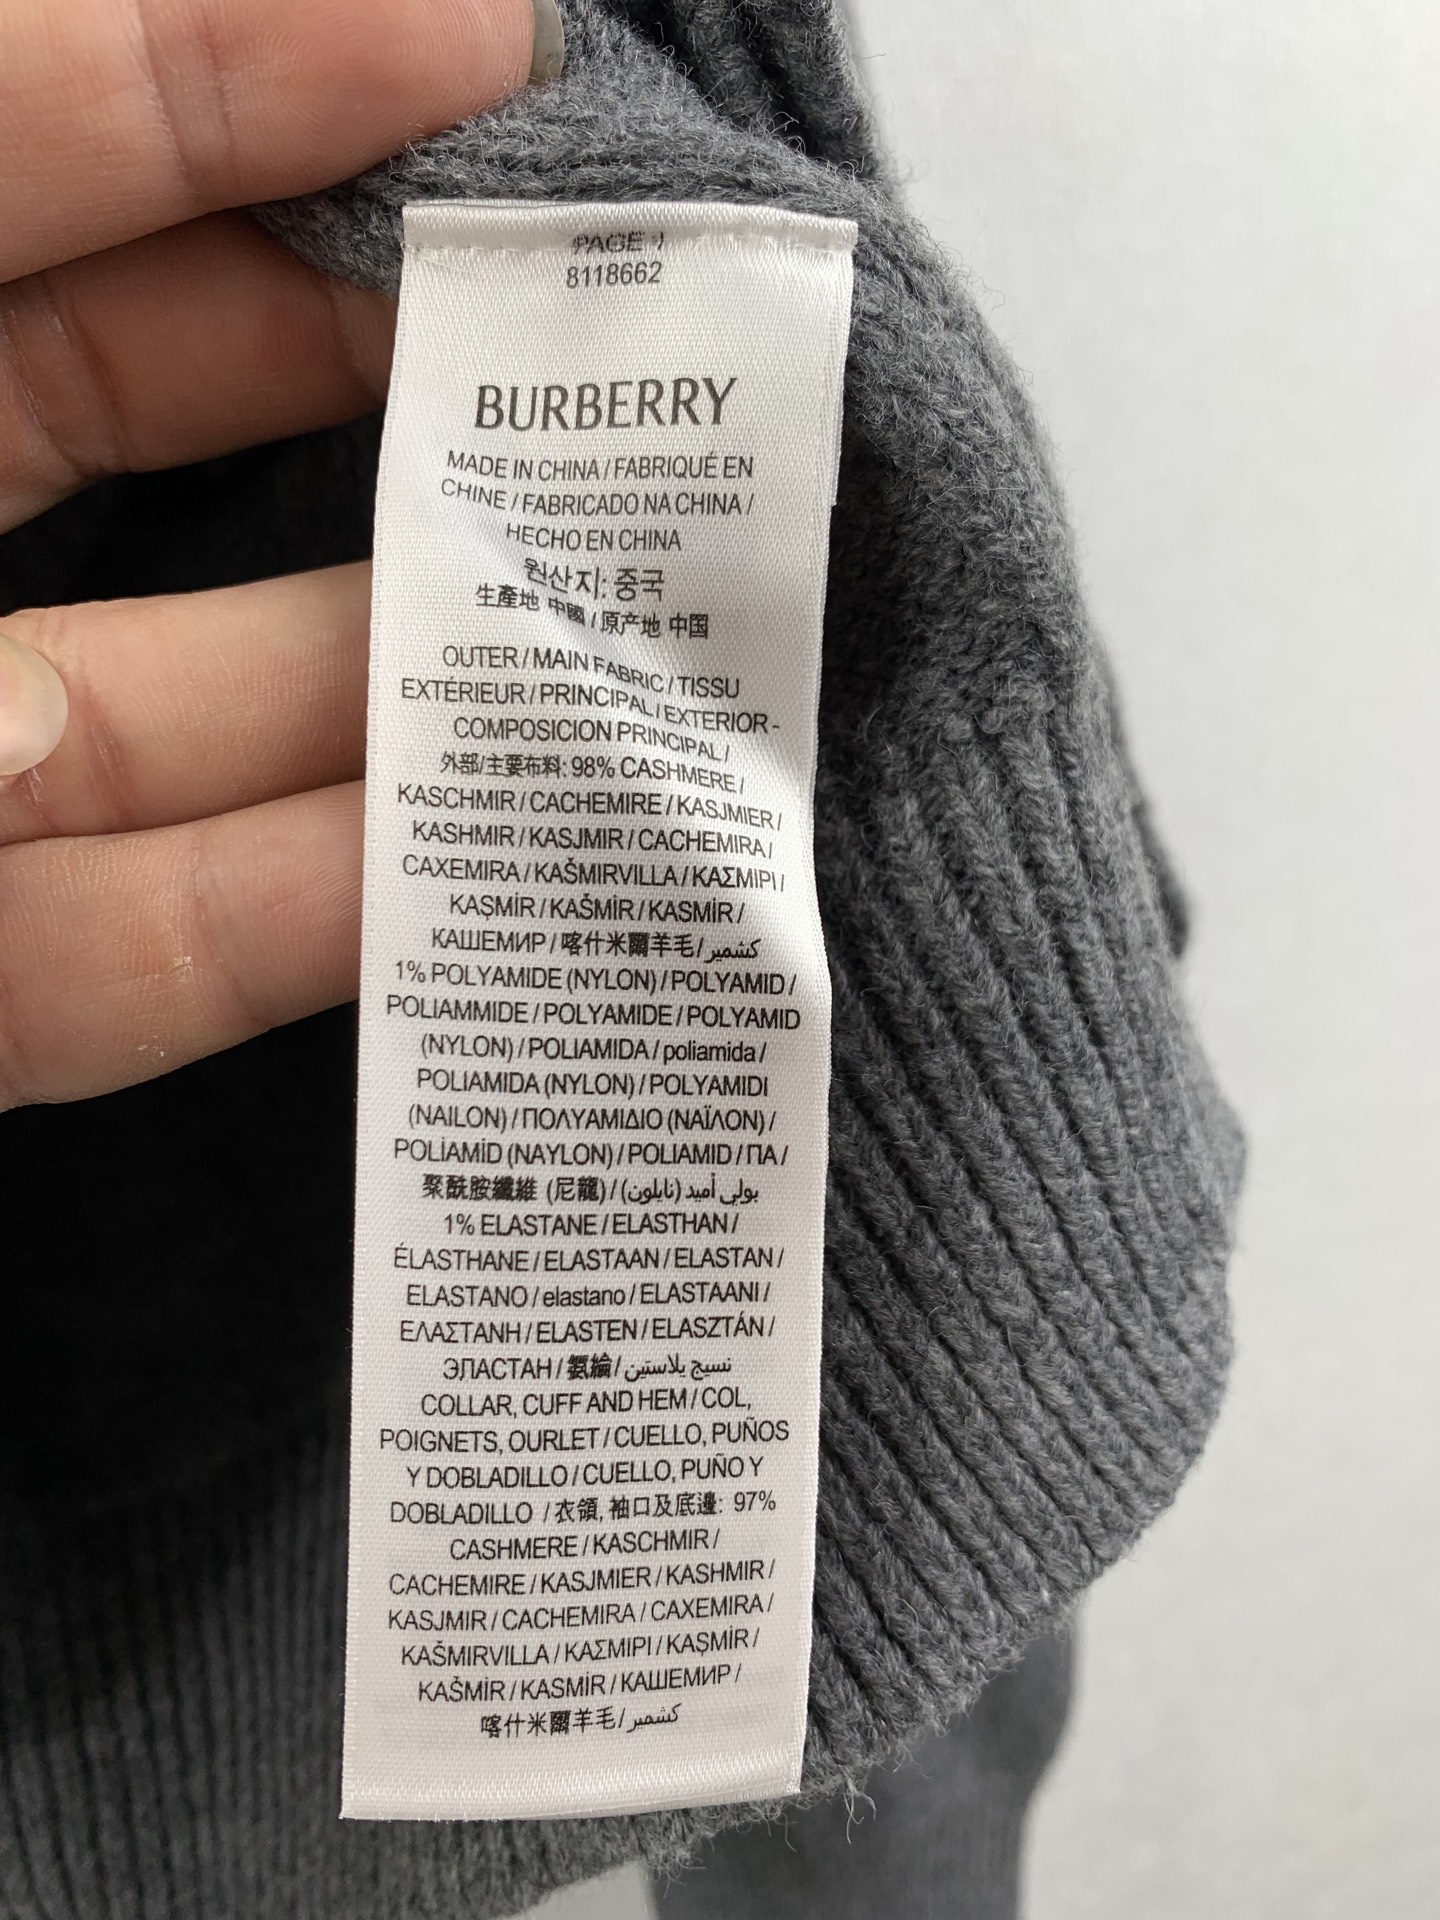 PAGE 1
8118662
BURBERRY
MADE IN CHINA / FABRIQUÉ EN
CHINE / FABRICADO NA CHINA /
HECHO EN CHINA
원산지: 중국
生產地 中國 / 原产地 中国
OUTER / MAIN FABRIC / TISSU
EXTÉRIEUR / PRINCIPAL / EXTERIOR -
COMPOSICION PRINCIPAL /
外部/主要布料: 98% CASHMERE /
KASCHMIR / CACHEMIRE / KASJMIER /
KASHMIR / KASJMIR / CACHEMIRA /
CAXEMIRA / KAŠMIRVILLA / ΚΑΣΜΙΡΙ /
KAŞMİR / KAŠMÍR / KASMÍR /
КАШЕМИР / 喀什米爾羊毛 / كشمير
1% POLYAMIDE (NYLON) / POLYAMID /
POLIAMMIDE / POLYAMIDE / POLYAMID
(NYLON) / POLIAMIDA / poliamida /
POLIAMIDA (NYLON) / POLYAMIDI
(NAILON) / ΠΟΛΥΑΜΙΔΙΟ (ΝΑΪΛΟΝ) /
POLİAMİD (NAYLON) / POLIAMID / ПА /
聚酰胺纖維 (尼龍) / بولي أميد (نايلون)
1% ELASTANE / ELASTHAN /
ÉLASTHANE / ELASTAAN / ELASTAN /
ELASTANO / elastano / ELASTAANI /
ΕΛΑΣΤΑΝΗ / ELASTEN / ELASZTÁN /
ЭЛАСТАН / 氨綸 / نسيج يلاستين
COLLAR, CUFF AND HEM / COL,
POIGNETS, OURLET / CUELLO, PUÑOS
Y DOBLADILLO / CUELLO, PUÑO Y
DOBLADILLO / 衣領, 袖口及底邊: 97%
CASHMERE / KASCHMIR /
CACHEMIRE / KASJMIER / KASHMIR /
KASJMIR / CACHEMIRA / CAXEMIRA /
KAŠMIRVILLA / ΚΑΣΜΙΡΙ / KAŞMİR /
KAŠMÍR / KASMÍR / КАШЕМИР /
喀什米爾羊毛 / كشمير